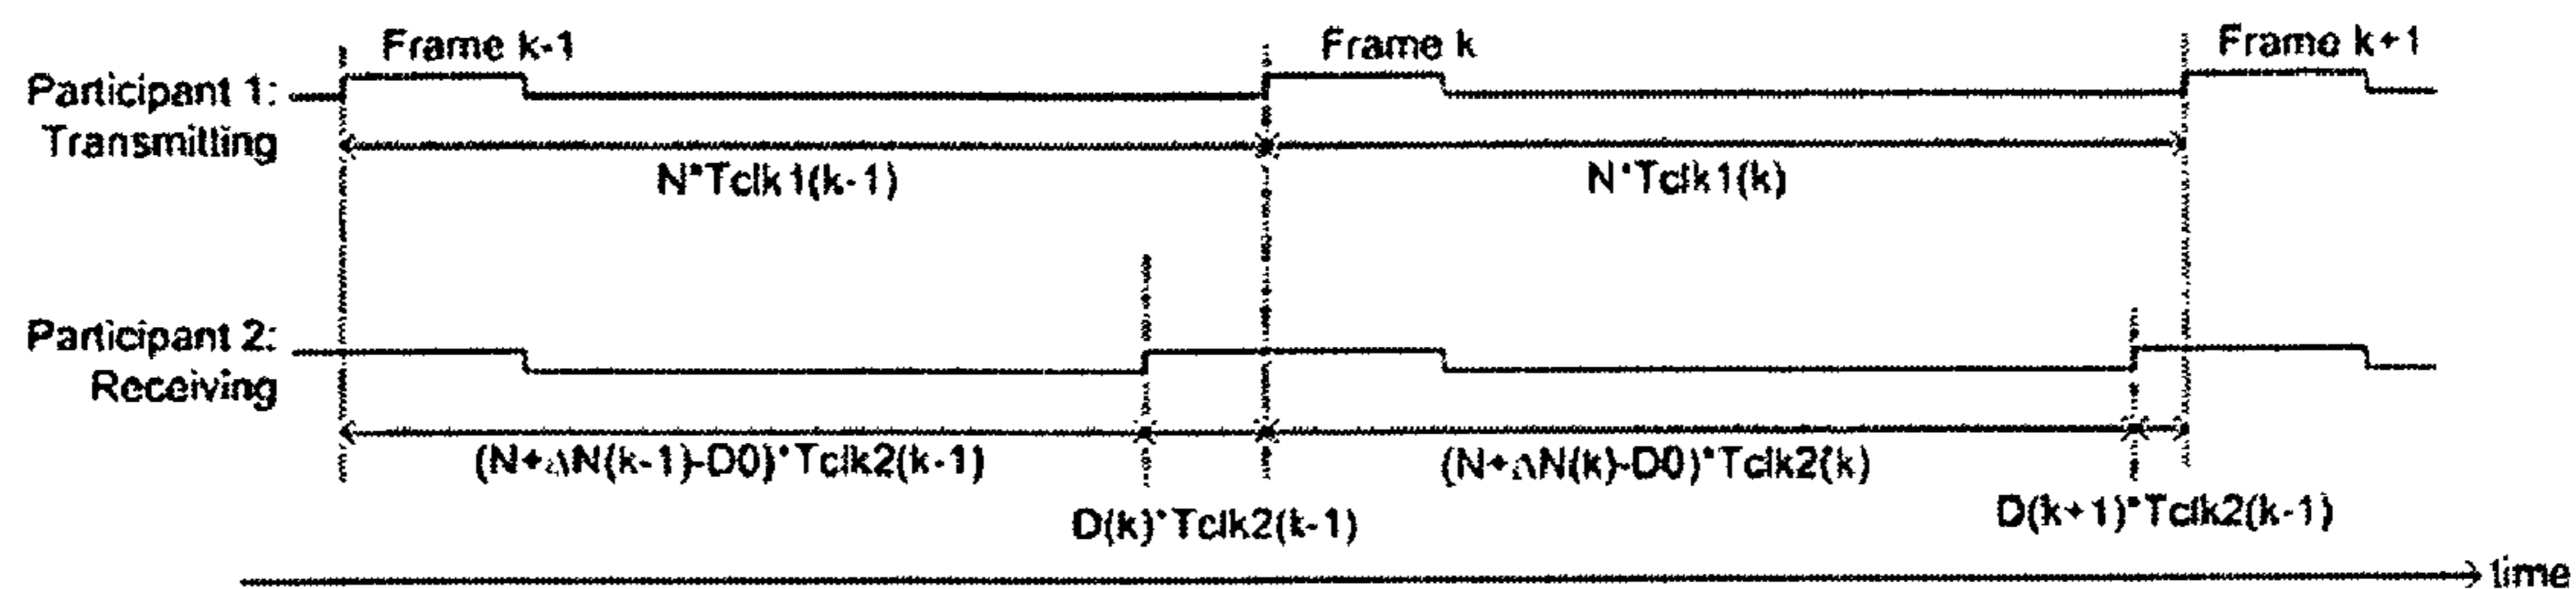 Frame k-1 Frame k Frame k+1
Participant 1:
Transmitting
N*Tclk1(k-1) N*Tclk1(k)
Participant 2:
Receiving
(N+ΔN(k-1)-D0)*Tclk2(k-1) (N+ΔN(k)-D0)*Tclk2(k)
D(k)*Tclk2(k-1) D(k+1)*Tclk2(k-1)
time